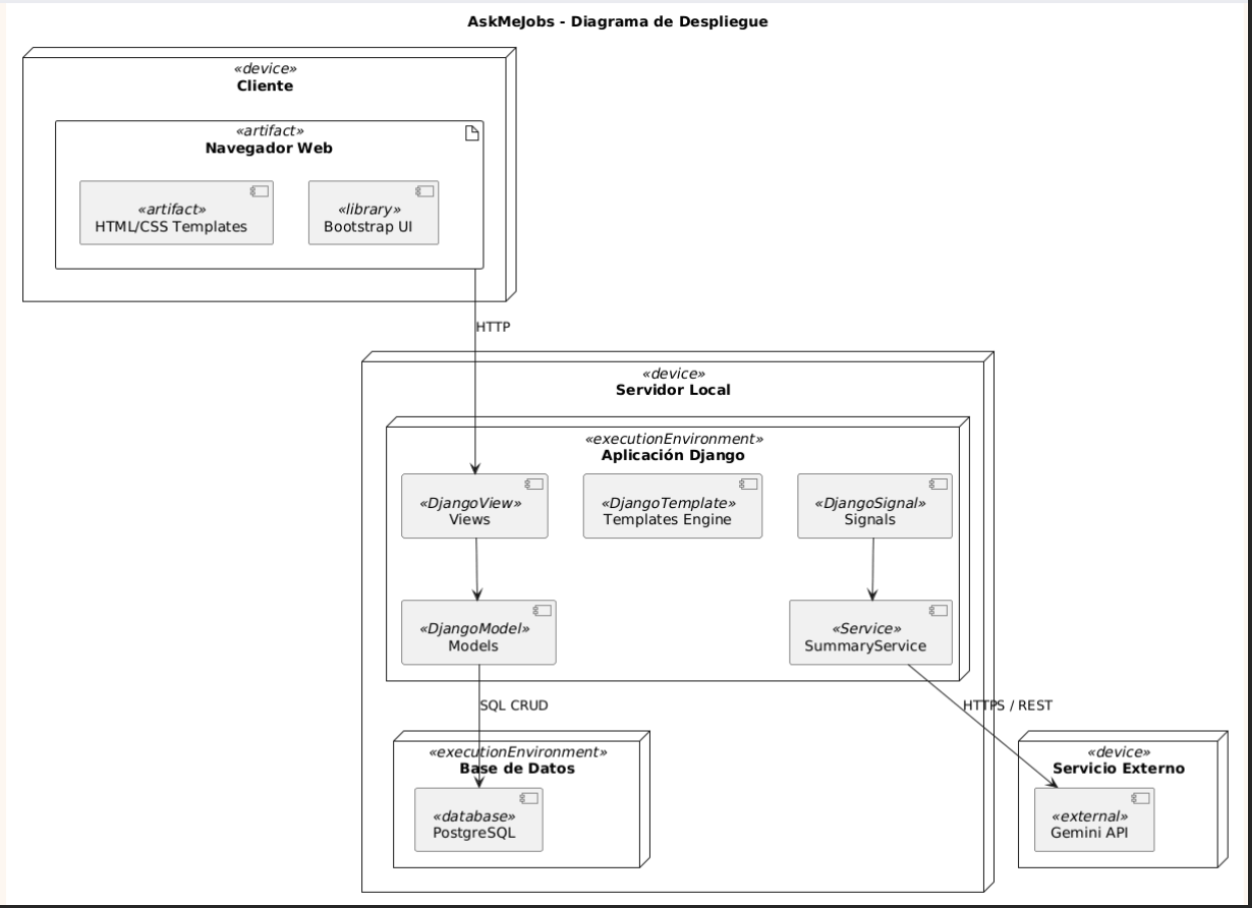 AskMeJobs - Diagrama de Despliegue
«device»
Cliente
«artifact»
Navegador Web
«artifact»
HTML/CSS Templates
«library»
Bootstrap UI
HTTP
«device»
Servidor Local
«executionEnvironment»
Aplicación Django
«DjangoView»
Views
«DjangoTemplate»
Templates Engine
«DjangoSignal»
Signals
«DjangoModel»
Models
«Service»
SummaryService
SQL CRUD
HTTPS / REST
«executionEnvironment»
Base de Datos
«database»
PostgreSQL
«device»
Servicio Externo
«external»
Gemini API